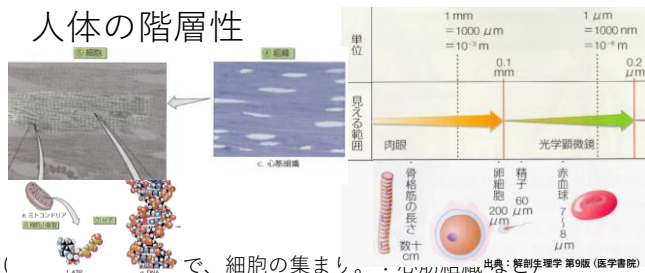 人体の階層性
⑤ 細胞
④ 組織
c. 心筋組織
e. ミトコンドリア
f. ATP
単位
1 mm
=1000 μm
=10⁻³ m
1 μm
=1000 nm
=10⁻⁶ m
0.1
mm
0.2
μm
見える範囲
肉眼
光学顕微鏡
骨格筋の長さ
数十
cm
卵細胞
200
μm
精子
60
μm
赤血球
7〜8
μm
で、細胞の集まり。
出典：解剖生理学 第9版 (医学書院)